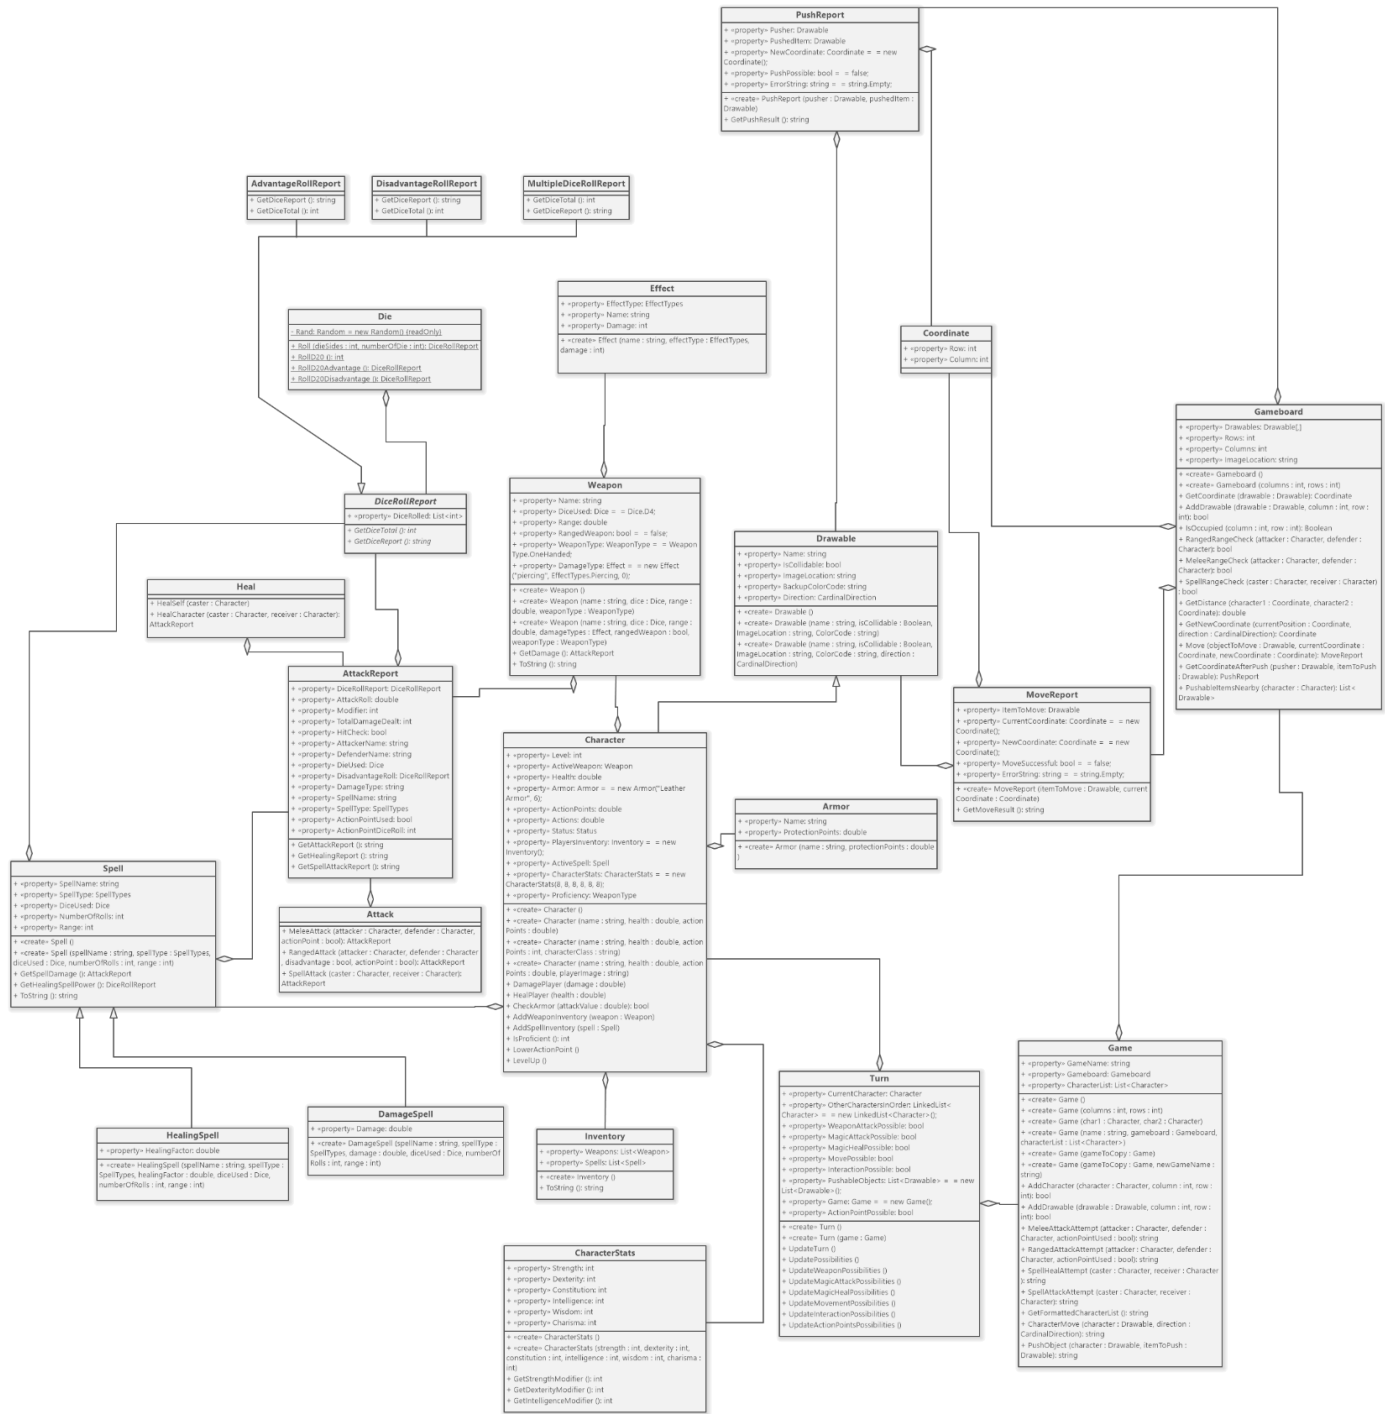 PushReport
+ «property» Pusher: Drawable
+ «property» PushedItem: Drawable
+ «property» NewCoordinate: Coordinate = = new
Coordinate();
+ «property» PushPossible: bool = = false;
+ «property» ErrorString: string = = string.Empty;
+ «create» PushReport (pusher : Drawable, pushedItem :
Drawable)
+ GetPushResult (): string
AdvantageRollReport
+ GetDiceReport (): string
+ GetDiceTotal (): int
DisadvantageRollReport
+ GetDiceReport (): string
+ GetDiceTotal (): int
MultipleDiceRollReport
+ GetDiceTotal (): int
+ GetDiceReport (): string
Effect
+ «property» EffectType: EffectTypes
+ «property» Name: string
+ «property» Damage: int
+ «create» Effect (name : string, effectType : EffectTypes,
damage : int)
Die
- Rand: Random = new Random() (readOnly)
+ Roll (dieSides : int, numberOfDie : int): DiceRollReport
+ RollD20 (): int
+ RollD20Advantage (): DiceRollReport
+ RollD20Disadvantage (): DiceRollReport
Coordinate
+ «property» Row: int
+ «property» Column: int
Gameboard
+ «property» Drawables: Drawable[,]
+ «property» Rows: int
+ «property» Columns: int
+ «property» ImageLocation: string
+ «create» Gameboard ()
+ «create» Gameboard (columns : int, rows : int)
+ GetCoordinate (drawable : Drawable): Coordinate
+ AddDrawable (drawable : Drawable, column : int, row :
int): bool
+ IsOccupied (column : int, row : int): Boolean
+ RangedRangeCheck (attacker : Character, defender :
Character): bool
+ MeleeRangeCheck (attacker : Character, defender :
Character): bool
+ SpellRangeCheck (caster : Character, receiver : Character)
: bool
+ GetDistance (character1 : Coordinate, character2 :
Coordinate): double
+ GetNewCoordinate (currentPosition : Coordinate,
direction : CardinalDirection): Coordinate
+ Move (objectToMove : Drawable, currentCoordinate :
Coordinate, newCoordinate : Coordinate): MoveReport
+ GetCoordinateAfterPush (pusher : Drawable, itemToPush
: Drawable): PushReport
+ PushableItemsNearby (character : Character): List<
Drawable>
DiceRollReport
+ «property» DiceRolled: List<int>
+ GetDiceTotal (): int
+ GetDiceReport (): string
Weapon
+ «property» Name: string
+ «property» DiceUsed: Dice = = Dice.D4;
+ «property» Range: double
+ «property» RangedWeapon: bool = = false;
+ «property» WeaponType: WeaponType = = Weapon
Type.OneHanded;
+ «property» DamageType: Effect = = new Effect
("piercing", EffectTypes.Piercing, 0);
+ «create» Weapon ()
+ «create» Weapon (name : string, dice : Dice, range :
double, weaponType : WeaponType)
+ «create» Weapon (name : string, dice : Dice, range :
double, damageTypes : Effect, rangedWeapon : bool,
weaponType : WeaponType)
+ GetDamage (): AttackReport
+ ToString (): string
Drawable
+ «property» Name: string
+ «property» IsCollidable: bool
+ «property» ImageLocation: string
+ «property» BackupColorCode: string
+ «property» Direction: CardinalDirection
+ «create» Drawable ()
+ «create» Drawable (name : string, isCollidable : Boolean,
ImageLocation : string, ColorCode : string)
+ «create» Drawable (name : string, isCollidable : Boolean,
ImageLocation : string, ColorCode : string, direction :
CardinalDirection)
Heal
+ HealSelf (caster : Character)
+ HealCharacter (caster : Character, receiver : Character):
AttackReport
AttackReport
+ «property» DiceRollReport: DiceRollReport
+ «property» AttackRoll: double
+ «property» Modifier: int
+ «property» TotalDamageDealt: int
+ «property» HitCheck: bool
+ «property» AttackerName: string
+ «property» DefenderName: string
+ «property» DieUsed: Dice
+ «property» DisadvantageRoll: DiceRollReport
+ «property» DamageType: string
+ «property» SpellName: string
+ «property» SpellType: SpellTypes
+ «property» ActionPointUsed: bool
+ «property» ActionPointDiceRoll: int
+ GetAttackReport (): string
+ GetHealingReport (): string
+ GetSpellAttackReport (): string
MoveReport
+ «property» itemToMove: Drawable
+ «property» CurrentCoordinate: Coordinate = = new
Coordinate();
+ «property» NewCoordinate: Coordinate = = new
Coordinate();
+ «property» MoveSuccessful: bool = = false;
+ «property» ErrorString: string = = string.Empty;
+ «create» MoveReport (itemToMove : Drawable, current
Coordinate : Coordinate)
+ GetMoveResult (): string
Character
+ «property» Level: int
+ «property» ActiveWeapon: Weapon
+ «property» Health: double
+ «property» Armor: Armor = = new Armor("Leather
Armor", 6);
+ «property» ActionPoints: double
+ «property» Actions: double
+ «property» Status: Status
+ «property» PlayersInventory: Inventory = = new
Inventory();
+ «property» ActiveSpell: Spell
+ «property» CharacterStats: CharacterStats = = new
CharacterStats(8, 8, 8, 8, 8, 8);
+ «property» Proficiency: WeaponType
+ «create» Character ()
+ «create» Character (name : string, health : double, action
Points : double)
+ «create» Character (name : string, health : double, action
Points : int, characterClass : string)
+ «create» Character (name : string, health : double, action
Points : double, playerImage : string)
+ DamagePlayer (damage : double)
+ HealPlayer (health : double)
+ CheckArmor (attackValue : double): bool
+ AddWeaponInventory (weapon : Weapon)
+ AddSpellInventory (spell : Spell)
+ IsProficient (): int
+ LowerActionPoint ()
+ LevelUp ()
Armor
+ «property» Name: string
+ «property» ProtectionPoints: double
+ «create» Armor (name : string, protectionPoints : double
)
Spell
+ «property» SpellName: string
+ «property» SpellType: SpellTypes
+ «property» DiceUsed: Dice
+ «property» NumberOfRolls: int
+ «property» Range: int
+ «create» Spell ()
+ «create» Spell (spellName : string, spellType : SpellTypes,
diceUsed : Dice, numberOfRolls : int, range : int)
+ GetSpellDamage (): AttackReport
+ GetHealingSpellPower (): DiceRollReport
+ ToString (): string
Attack
+ MeleeAttack (attacker : Character, defender : Character,
actionPoint : bool): AttackReport
+ RangedAttack (attacker : Character, defender : Character
, disadvantage : bool, actionPoint : bool): AttackReport
+ SpellAttack (caster : Character, receiver : Character):
AttackReport
HealingSpell
+ «property» HealingFactor: double
+ «create» HealingSpell (spellName : string, spellType :
SpellTypes, healingFactor : double, diceUsed : Dice,
numberOfRolls : int, range : int)
DamageSpell
+ «property» Damage: double
+ «create» DamageSpell (spellName : string, spellType :
SpellTypes, damage : double, diceUsed : Dice, numberOf
Rolls : int, range : int)
Inventory
+ «property» Weapons: List<Weapon>
+ «property» Spells: List<Spell>
+ «create» Inventory ()
+ ToString (): string
Turn
+ «property» CurrentCharacter: Character
+ «property» OtherCharactersInOrder: LinkedList<
Character> = = new LinkedList<Character>();
+ «property» WeaponAttackPossible: bool
+ «property» MagicAttackPossible: bool
+ «property» MagicHealPossible: bool
+ «property» MovePossible: bool
+ «property» InteractionPossible: bool
+ «property» PushableObjects: List<Drawable> = = new
List<Drawable>();
+ «property» Game: Game = = new Game();
+ «property» ActionPointPossible: bool
+ «create» Turn ()
+ «create» Turn (game : Game)
+ UpdateTurn ()
+ UpdatePossibilities ()
+ UpdateWeaponPossibilities ()
+ UpdateMagicAttackPossibilities ()
+ UpdateMagicHealPossibilities ()
+ UpdateMovementPossibilities ()
+ UpdateInteractionPossibilities ()
+ UpdateActionPointsPossibilities ()
Game
+ «property» GameName: string
+ «property» Gameboard: Gameboard
+ «property» CharacterList: List<Character>
+ «create» Game ()
+ «create» Game (columns : int, rows : int)
+ «create» Game (char1 : Character, char2 : Character)
+ «create» Game (name : string, gameboard : Gameboard,
characterList : List<Character>)
+ «create» Game (gameToCopy : Game)
+ «create» Game (gameToCopy : Game, newGameName :
string)
+ AddCharacter (character : Character, column : int, row :
int): bool
+ AddDrawable (drawable : Drawable, column : int, row :
int): bool
+ MeleeAttackAttempt (attacker : Character, defender :
Character, actionPointUsed : bool): string
+ RangedAttackAttempt (attacker : Character, defender :
Character, actionPointUsed : bool): string
+ SpellHealAttempt (caster : Character, receiver : Character
): string
+ SpellAttackAttempt (caster : Character, receiver :
Character): string
+ GetFormattedCharacterList (): string
+ CharacterMove (character : Drawable, direction :
CardinalDirection): string
+ PushObject (character : Drawable, itemToPush :
Drawable): string
CharacterStats
+ «property» Strength: int
+ «property» Dexterity: int
+ «property» Constitution: int
+ «property» Intelligence: int
+ «property» Wisdom: int
+ «property» Charisma: int
+ «create» CharacterStats ()
+ «create» CharacterStats (strength : int, dexterity : int,
constitution : int, intelligence : int, wisdom : int, charisma :
int)
+ GetStrengthModifier (): int
+ GetDexterityModifier (): int
+ GetIntelligenceModifier (): int